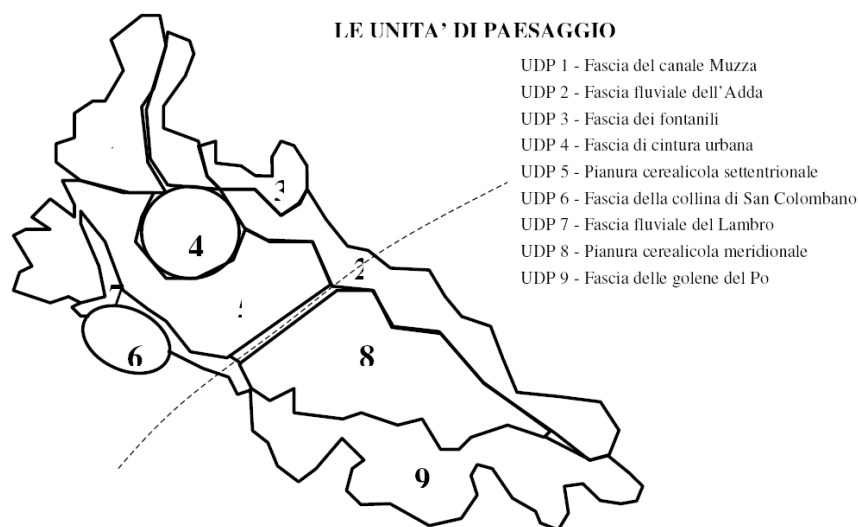 LE UNITA’ DI PAESAGGIO
UDP 1 - Fascia del canale Muzza
UDP 2 - Fascia fluviale dell’Adda
UDP 3 - Fascia dei fontanili
UDP 4 - Fascia di cintura urbana
UDP 5 - Pianura cerealicola settentrionale
UDP 6 - Fascia della collina di San Colombano
UDP 7 - Fascia fluviale del Lambro
UDP 8 - Pianura cerealicola meridionale
UDP 9 - Fascia delle golene del Po
3
4
2
6
8
9